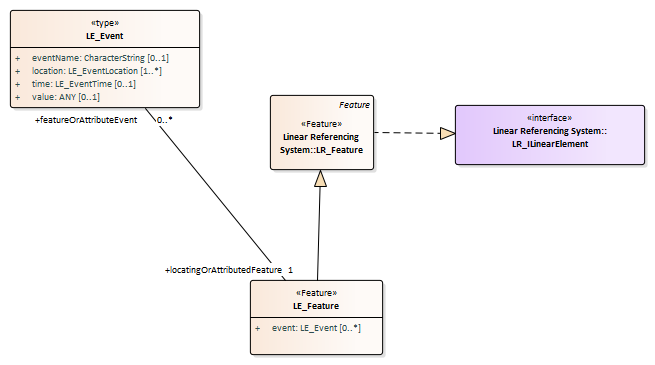 «type»
LE_Event
+ eventName: CharacterString [0..1]
+ location: LE_EventLocation [1..*]
+ time: LE_EventTime [0..1]
+ value: ANY [0..1]
+featureOrAttributeEvent 0..*
Feature
«Feature»
Linear Referencing
System::LR_Feature
«interface»
Linear Referencing System::
LR_ILinearElement
+locatingOrAttributedFeature 1
«Feature»
LE_Feature
+ event: LE_Event [0..*]